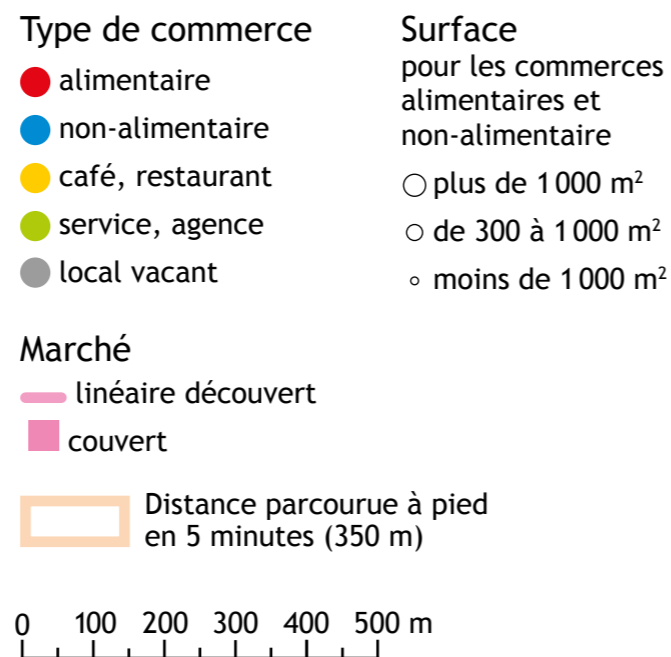 Type de commerce
alimentaire
non-alimentaire
café, restaurant
service, agence
local vacant
Surface
pour les commerces
alimentaires et
non-alimentaire
plus de 1 000 m²
de 300 à 1 000 m²
moins de 1 000 m²
Marché
linéaire découvert
couvert
Distance parcourue à pied
en 5 minutes (350 m)
0 100 200 300 400 500 m